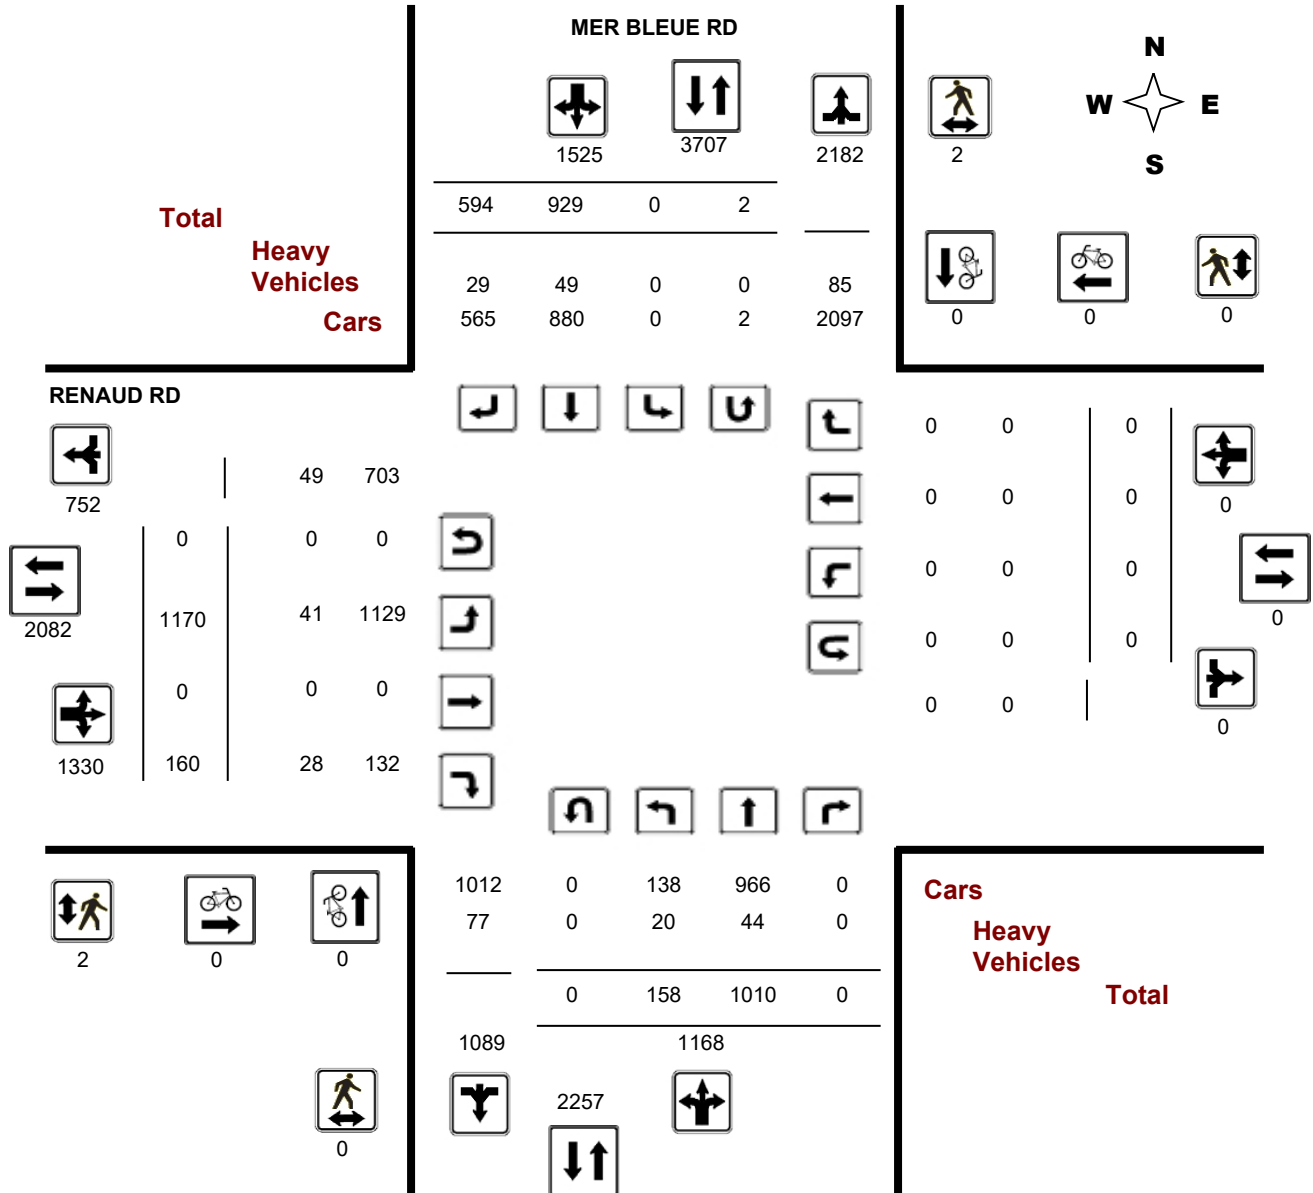 MER BLEUE RD
N
W E
S
1525 3707 2182 2
594 929 0 2
Total
Heavy
Vehicles
29 49 0 0 85
Cars
565 880 0 2 2097
0 0 0
RENAUD RD
0 0 0
49 703
752
0 0 0
0
0 0 0
0 0 0
1170 41 1129
2082
0
0 0 0
0 0 0
0 0
0
1330 160 28 132
1012 0 138 966 0
77 0 20 44 0
2 0 0
Cars
Heavy
Vehicles
Total
0 158 1010 0
1089 1168
2257
0